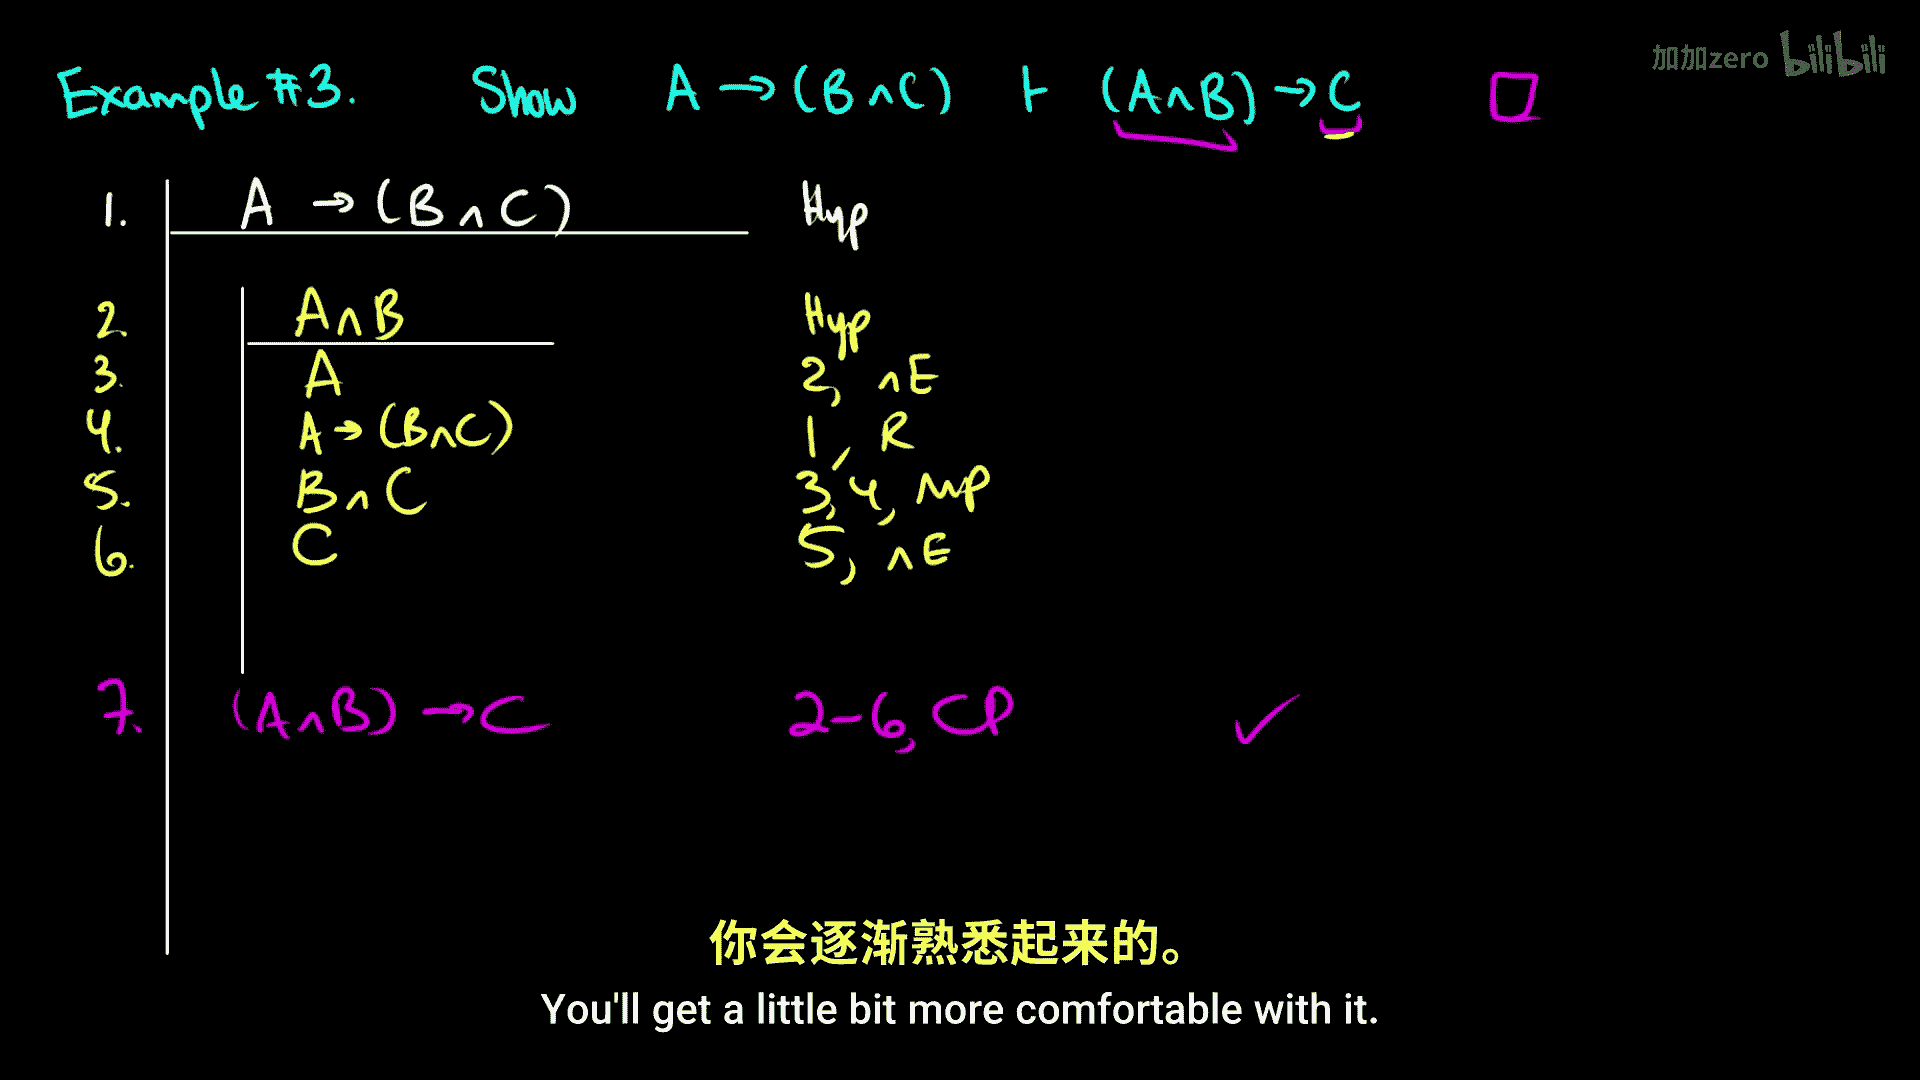 加加zero bilibili
Example #3. Show A → (B ∧ C) ⊢ (A ∧ B) → C
1. A → (B ∧ C) Hyp
2. A ∧ B Hyp
3. A 2, ∧E
4. A → (B ∧ C) 1, R
5. B ∧ C 3, 4, MP
6. C 5, ∧E
7. (A ∧ B) → C 2-6, CP ✓
你会逐渐熟悉起来的。
You'll get a little bit more comfortable with it.